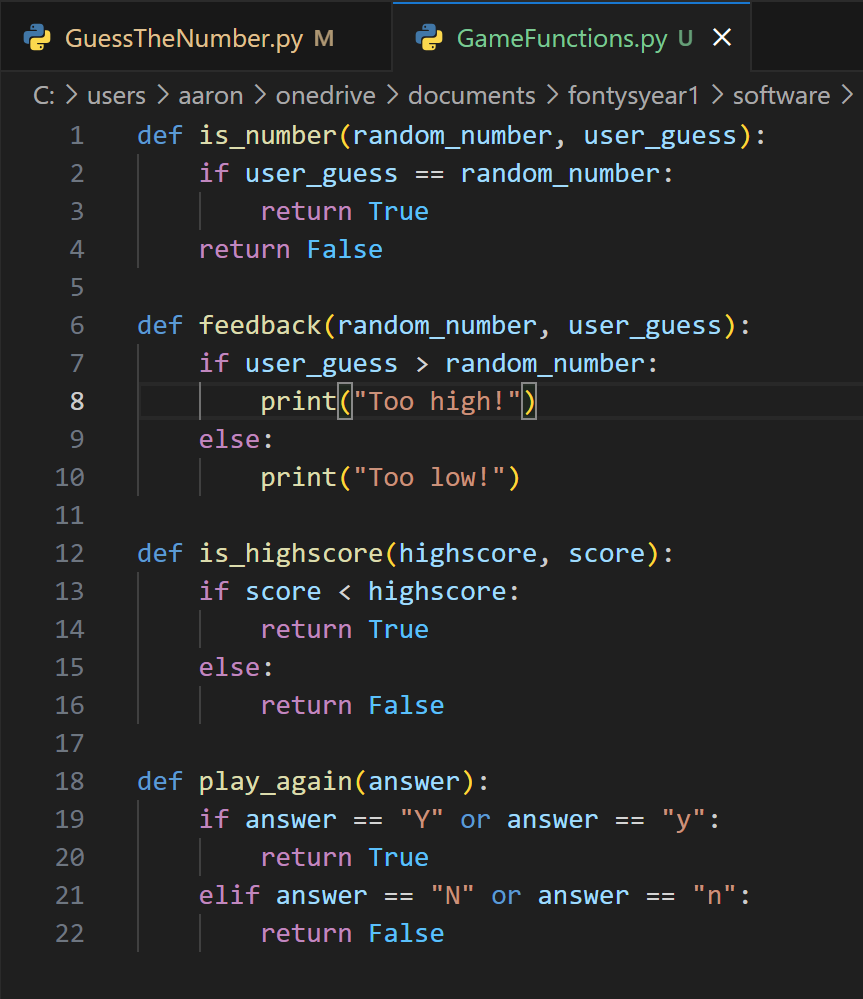 GuessTheNumber.py M GameFunctions.py U
C: > users > aaron > onedrive > documents > fontysyear1 > software >
1 def is_number(random_number, user_guess):
2     if user_guess == random_number:
3         return True
4     return False
5
6 def feedback(random_number, user_guess):
7     if user_guess > random_number:
8         print("Too high!")
9     else:
10         print("Too low!")
11
12 def is_highscore(highscore, score):
13     if score < highscore:
14         return True
15     else:
16         return False
17
18 def play_again(answer):
19     if answer == "Y" or answer == "y":
20         return True
21     elif answer == "N" or answer == "n":
22         return False